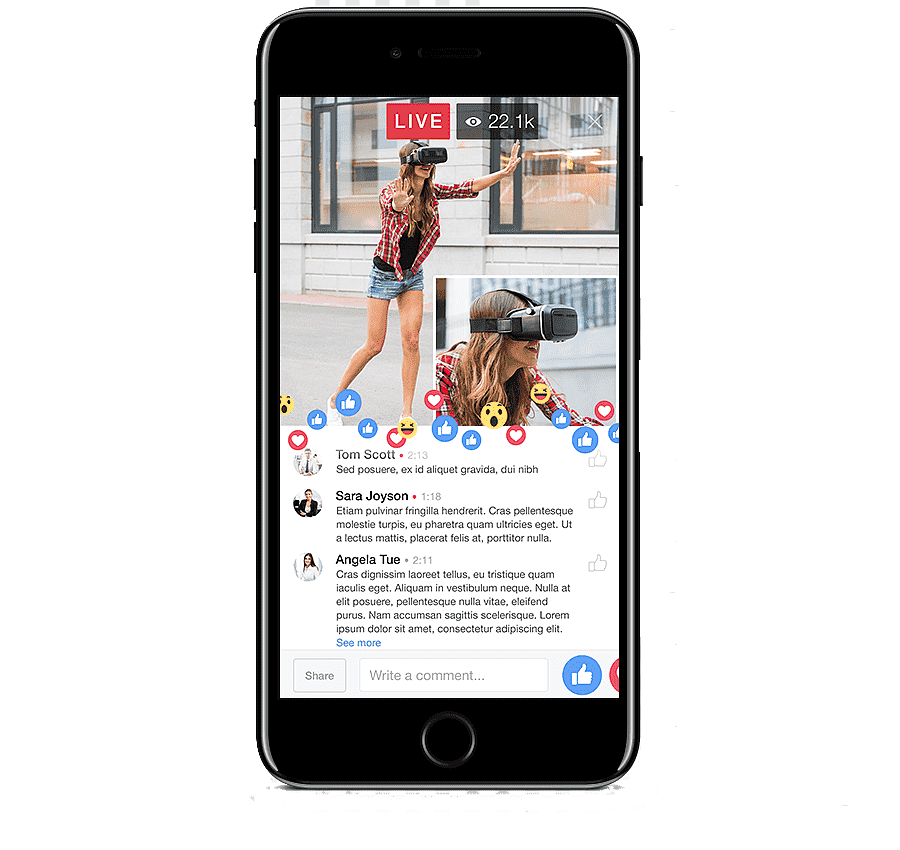 LIVE 22.1k
Tom Scott • 2:13
Sed posuere, ex id aliquet gravida, dui nibh
Sara Joyson • 1:18
Etiam pulvinar fringilla hendrerit. Cras pellentesque
molestie turpis, eu pharetra quam ultricies eget. Ut
a lectus mattis, placerat felis at, porttitor nulla.
Angela Tue • 2:11
Cras dignissim laoreet tellus, eu tristique quam
iaculis eget. Aliquam in vestibulum neque. Nulla at
elit posuere, pellentesque nulla vitae, eleifend
purus. Nam accumsan sagittis scelerisque. Lorem
ipsum dolor sit amet, consectetur adipiscing elit.
See more
Share Write a comment...